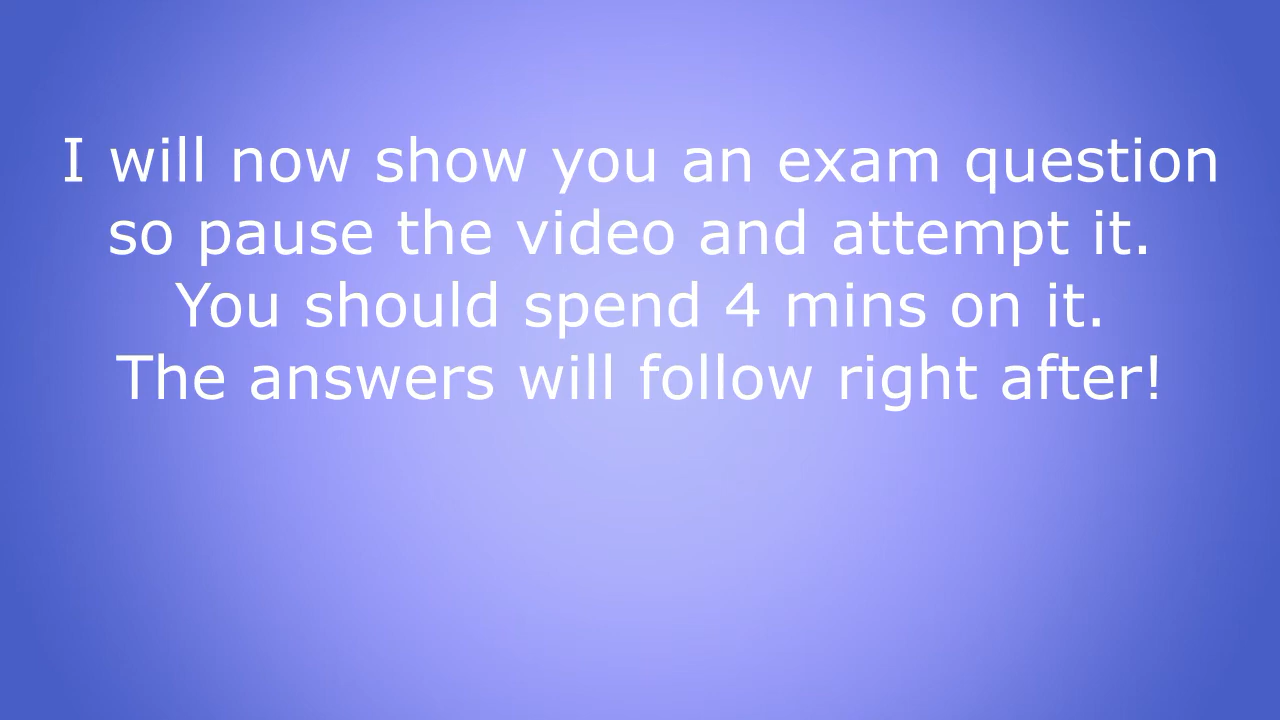 I will now show you an exam question
so pause the video and attempt it.
You should spend 4 mins on it.
The answers will follow right after!